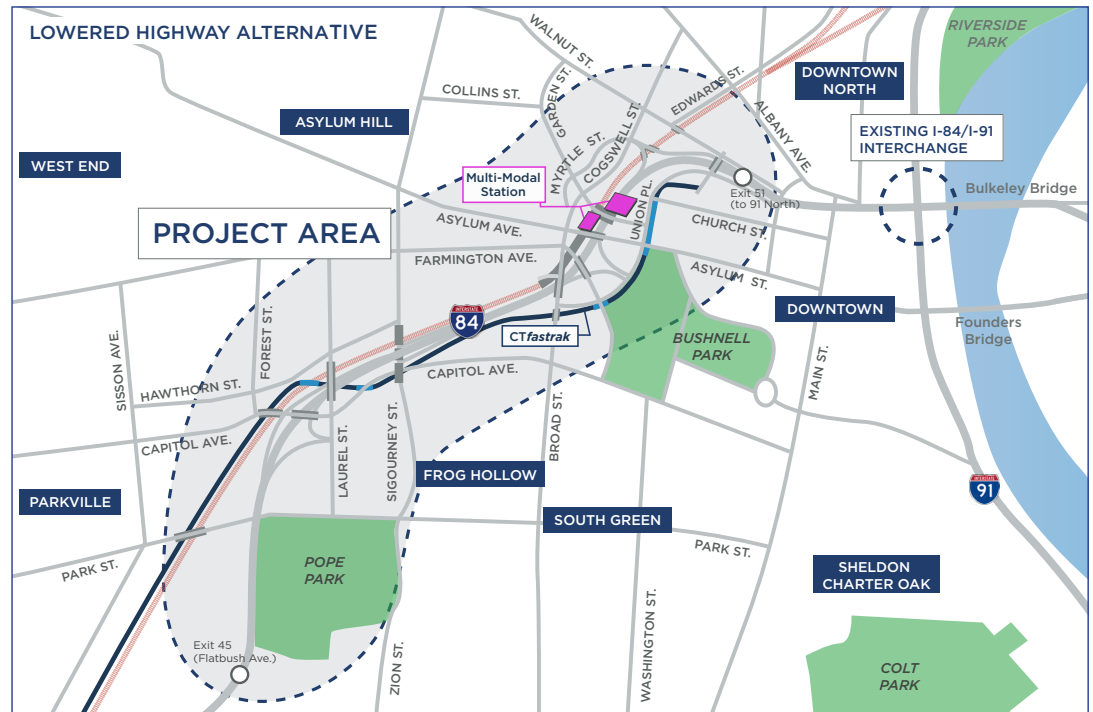 LOWERED HIGHWAY ALTERNATIVE
RIVERSIDE
PARK
WALNUT ST.
DOWNTOWN
NORTH
COLLINS ST.
GARDEN ST.
EDWARDS ST.
ALBANY AVE.
ASYLUM HILL
EXISTING I-84/I-91
INTERCHANGE
WEST END
MYRTLE ST.
COGSWELL ST.
Multi-Modal
Station
Exit 51
(to 91 North)
Bulkeley Bridge
UNION PL.
PROJECT AREA
ASYLUM AVE.
CHURCH ST.
FARMINGTON AVE.
ASYLUM ST.
INTERSTATE
84
DOWNTOWN
CTfastrak
Founders
Bridge
BUSHNELL
PARK
FOREST ST.
SISSON AVE.
HAWTHORN ST.
CAPITOL AVE.
MAIN ST.
CAPITOL AVE.
BROAD ST.
LAUREL ST.
SIGOURNEY ST.
FROG HOLLOW
INTERSTATE
91
PARKVILLE
SOUTH GREEN
PARK ST.
PARK ST.
POPE
PARK
SHELDON
CHARTER OAK
WASHINGTON ST.
ZION ST.
Exit 45
(Flatbush Ave.)
COLT
PARK